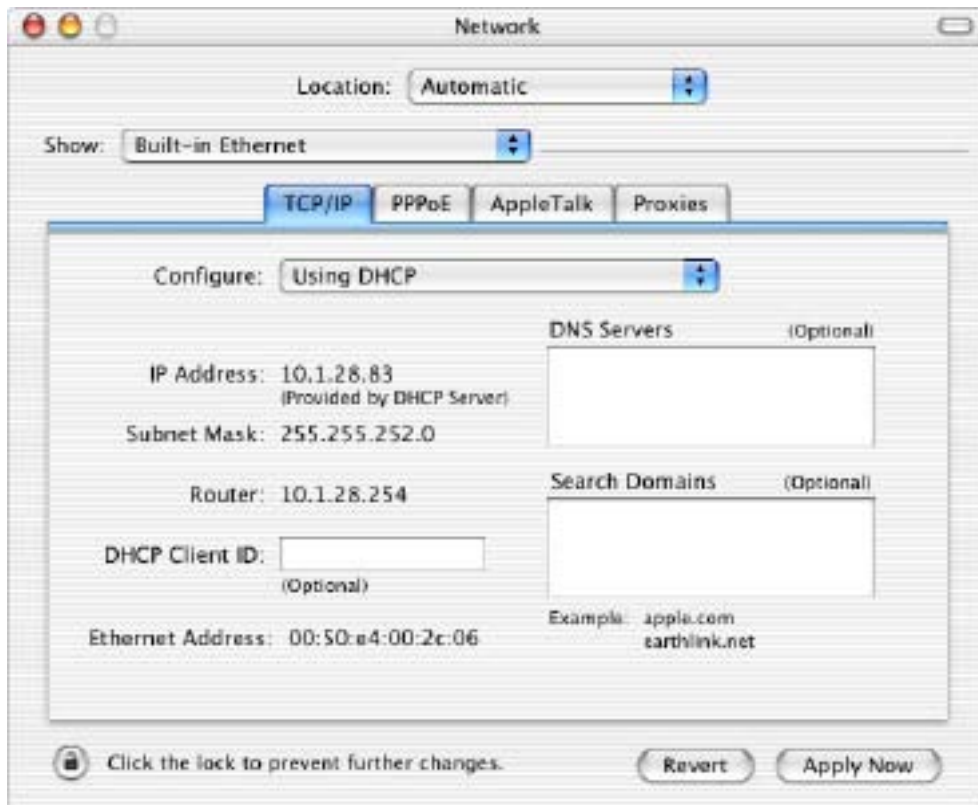 Network
Location: Automatic
Show: Built-in Ethernet
TCP/IP PPPoE AppleTalk Proxies
Configure: Using DHCP
DNS Servers (Optional)
IP Address: 10.1.28.83
(Provided by DHCP Server)
Subnet Mask: 255.255.252.0
Search Domains (Optional)
Router: 10.1.28.254
DHCP Client ID:
(Optional)
Example: apple.com
earthlink.net
Ethernet Address: 00:50:e4:00:2c:06
Click the lock to prevent further changes.
Revert Apply Now